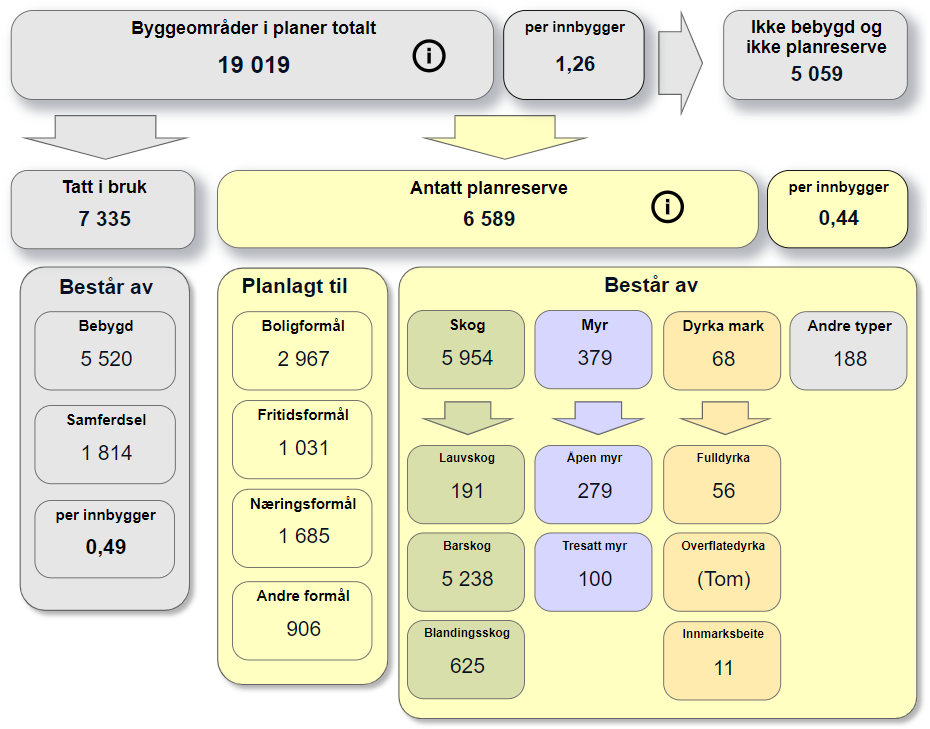 Byggeområder i planer totalt
19 019
per innbygger
1,26
Ikke bebygd og
ikke planreserve
5 059
Tatt i bruk
7 335
Antatt planreserve
6 589
per innbygger
0,44
Består av
Bebygd
5 520
Samferdsel
1 814
per innbygger
0,49
Planlagt til
Boligformål
2 967
Fritidsformål
1 031
Næringsformål
1 685
Andre formål
906
Består av
Skog
5 954
Myr
379
Dyrka mark
68
Andre typer
188
Lauvskog
191
Åpen myr
279
Fulldyrka
56
Barskog
5 238
Tresatt myr
100
Overflatedyrka
(Tom)
Blandingsskog
625
Innmarksbeite
11